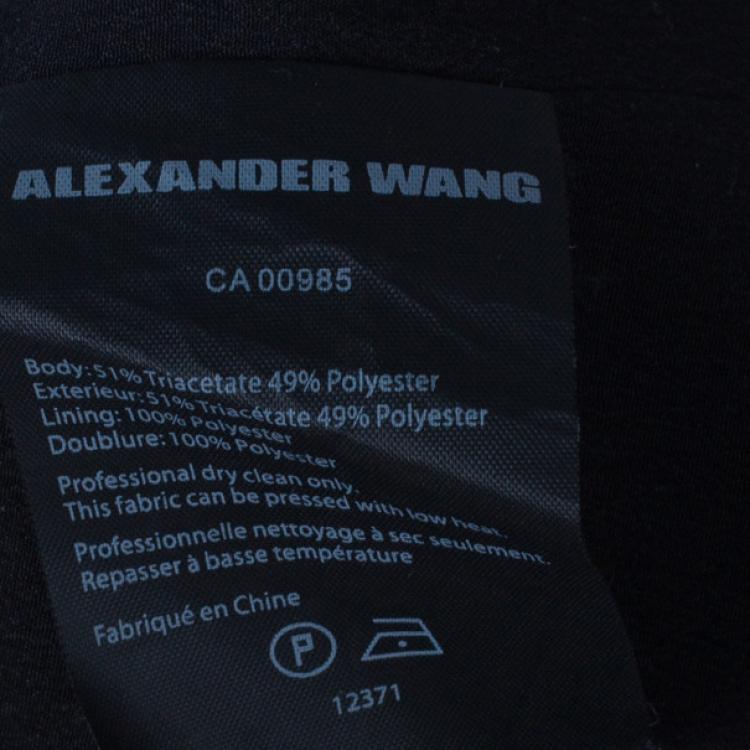 ALEXANDER WANG
CA 00985
Body: 51% Triacetate 49% Polyester
Exterieur: 51% Triacétate 49% Polyester
Lining: 100% Polyester
Doublure: 100% Polyester
Professional dry clean only.
This fabric can be pressed with low heat.
Professionnelle nettoyage à sec seulement.
Repasser à basse température
Fabriqué en Chine
P
12371